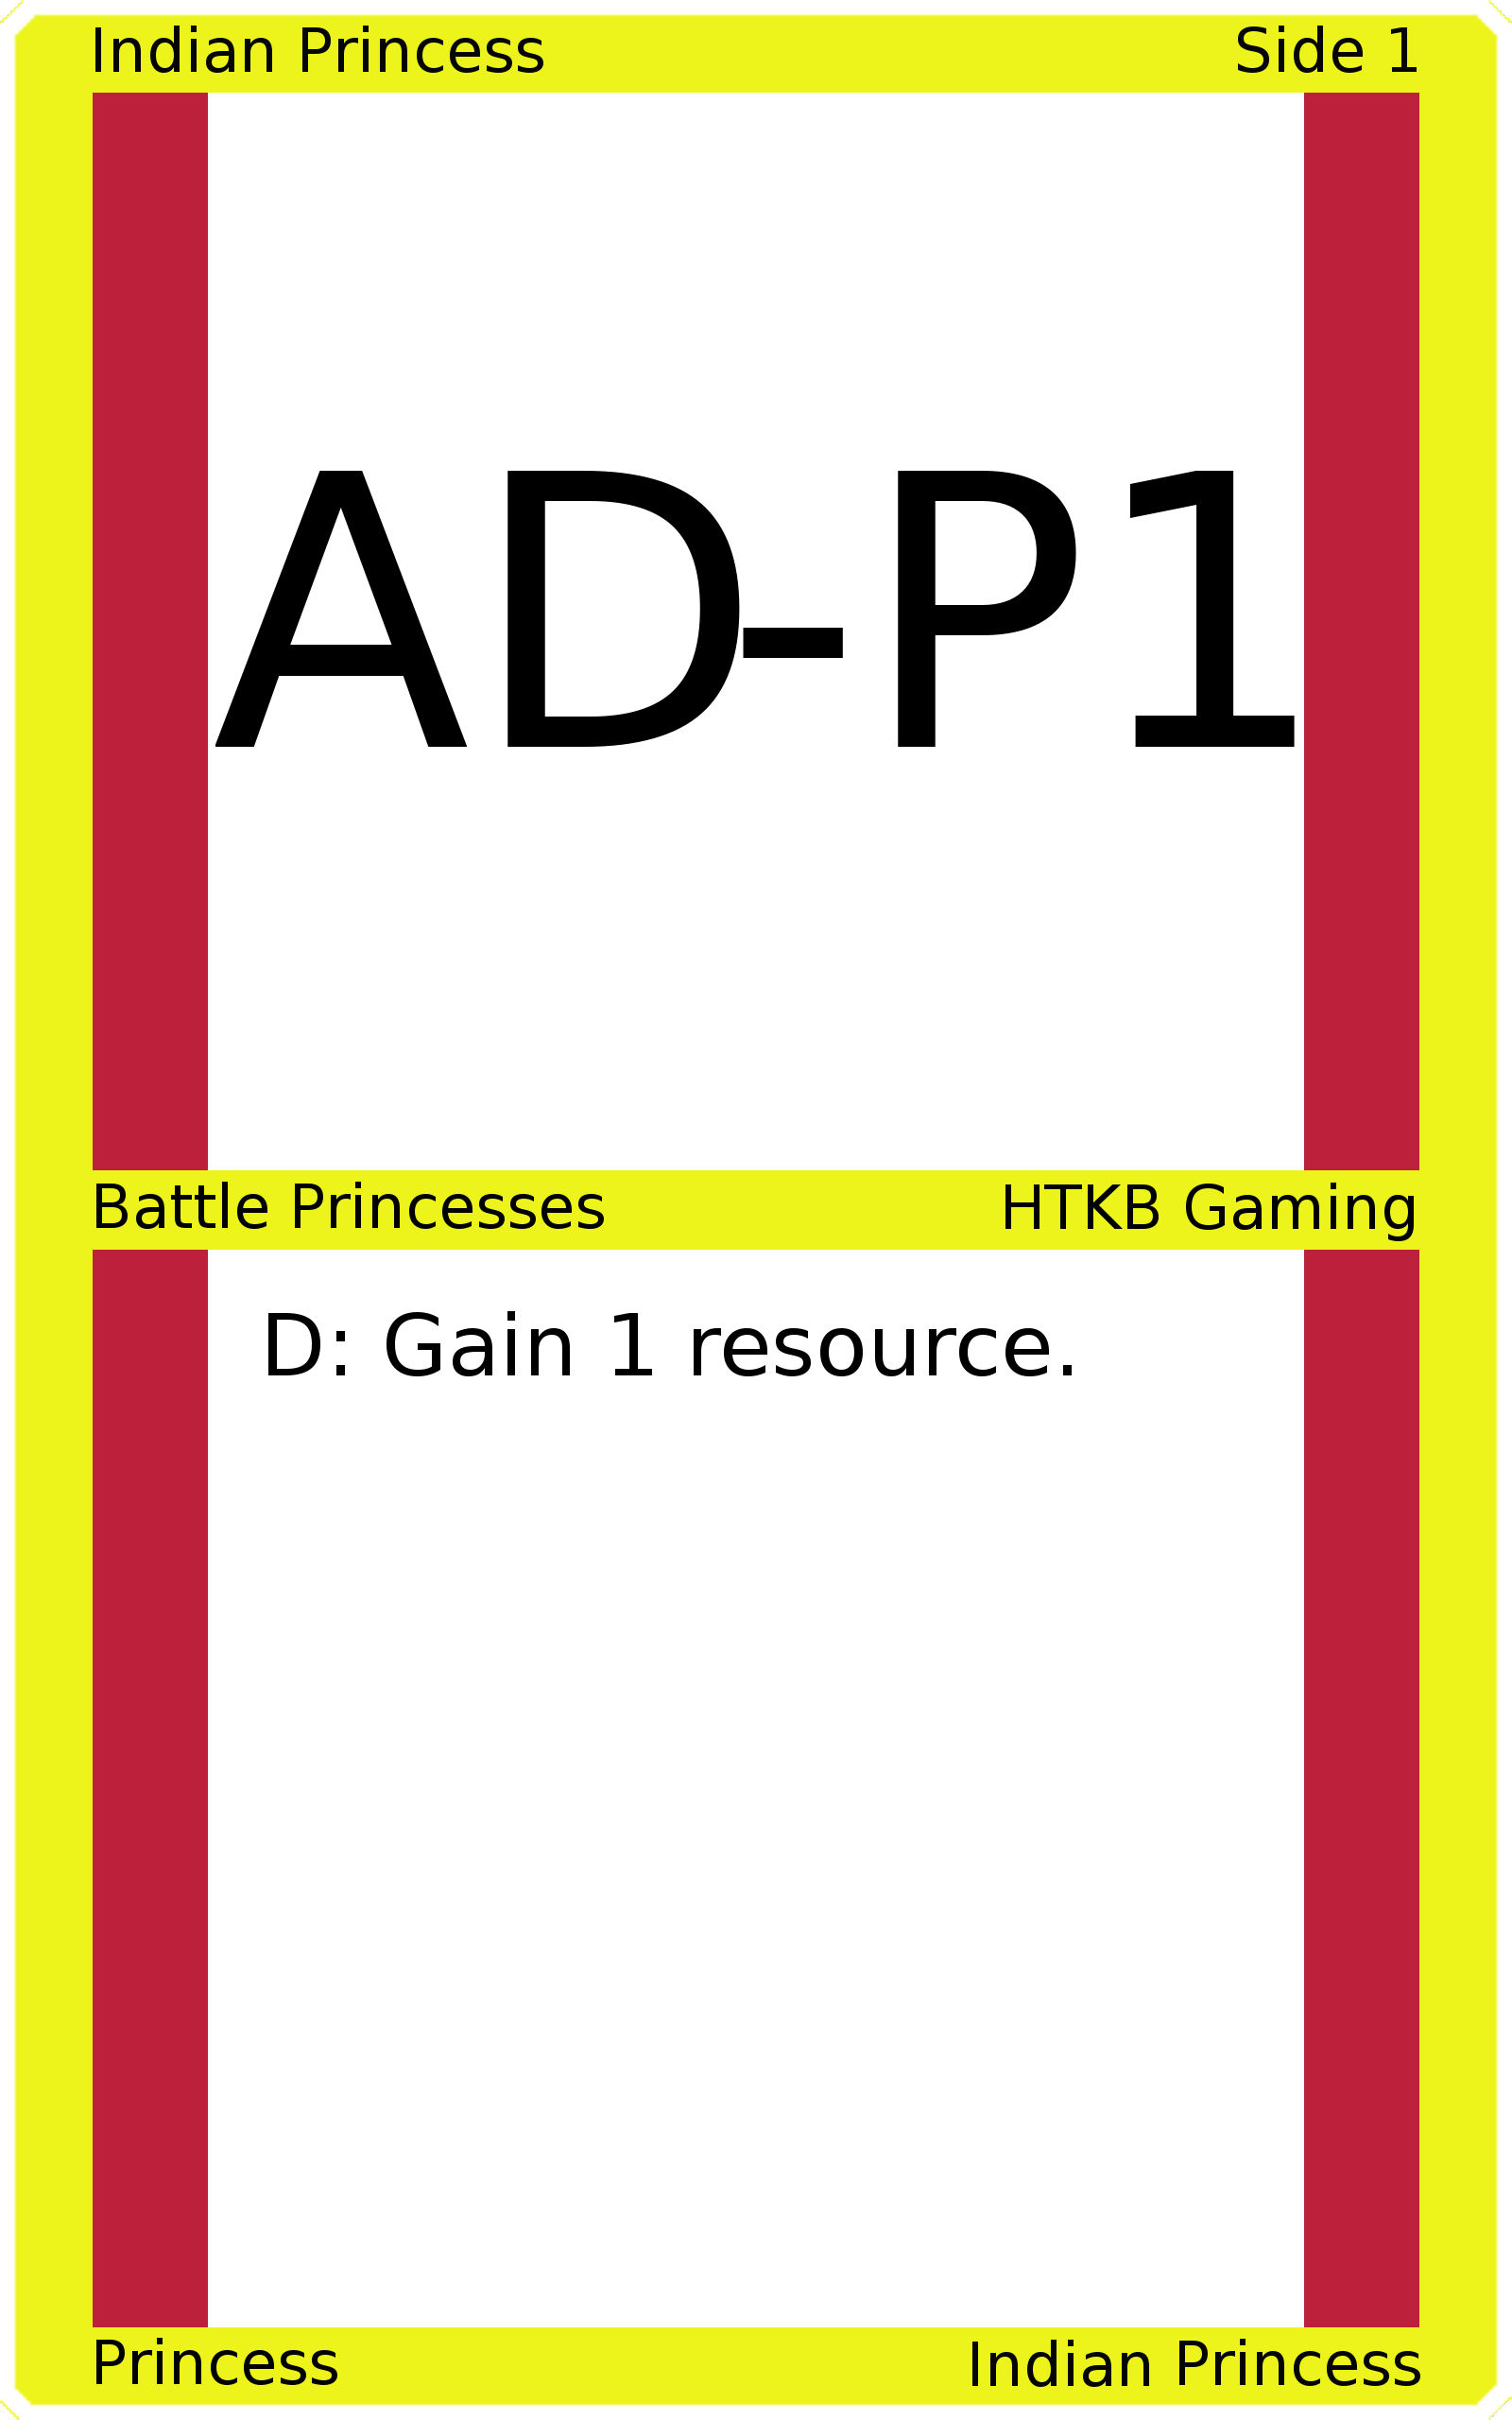 Indian Princess Side 1
AD-P1
Battle Princesses HTKB Gaming
D: Gain 1 resource.
Princess Indian Princess